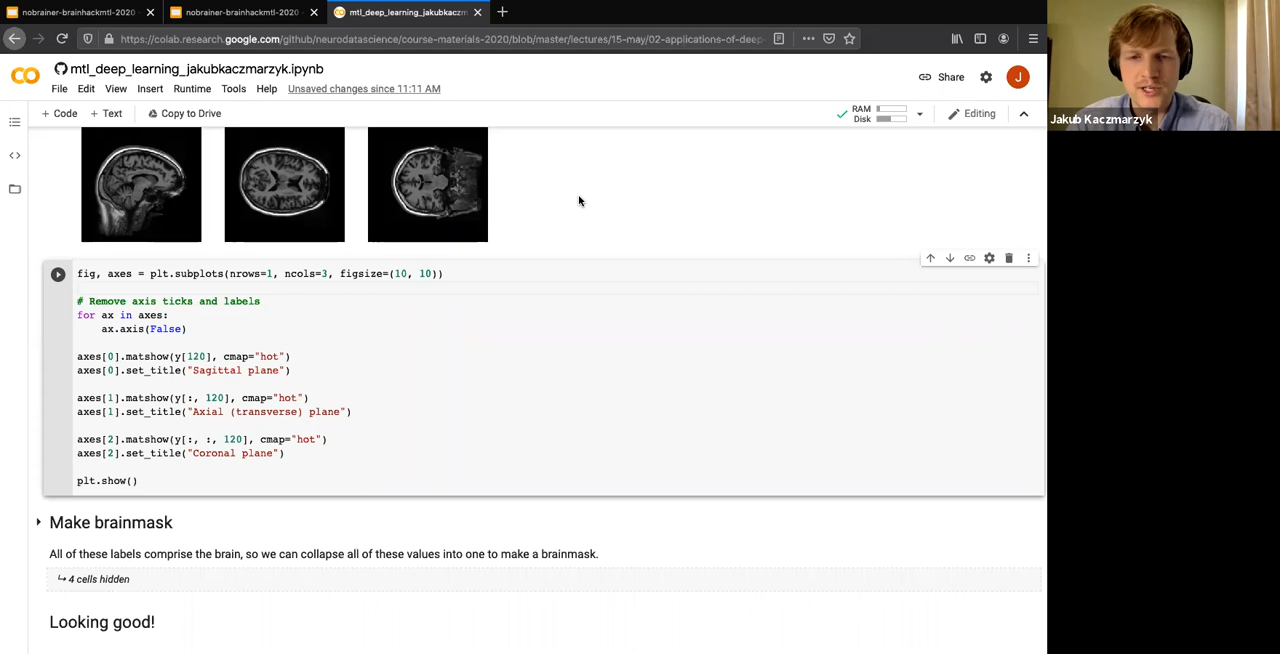 nobrainer-brainhackmtl-2020 -
nobrainer-brainhackmtl-2020 -
mtl_deep_learning_jakubkaczm
https://colab.research.google.com/github/neurodatascience/course-materials-2020/blob/master/lectures/15-may/02-applications-of-deep-
mtl_deep_learning_jakubkaczmarzyk.ipynb
File Edit View Insert Runtime Tools Help Unsaved changes since 11:11 AM
Share
J
+ Code + Text Copy to Drive
RAM
Disk
Editing
Jakub Kaczmarzyk
fig, axes = plt.subplots(nrows=1, ncols=3, figsize=(10, 10))
# Remove axis ticks and labels
for ax in axes:
ax.axis(False)
axes[0].matshow(y[120], cmap="hot")
axes[0].set_title("Sagittal plane")
axes[1].matshow(y[:, 120], cmap="hot")
axes[1].set_title("Axial (transverse) plane")
axes[2].matshow(y[:, :, 120], cmap="hot")
axes[2].set_title("Coronal plane")
plt.show()
Make brainmask
All of these labels comprise the brain, so we can collapse all of these values into one to make a brainmask.
4 cells hidden
Looking good!